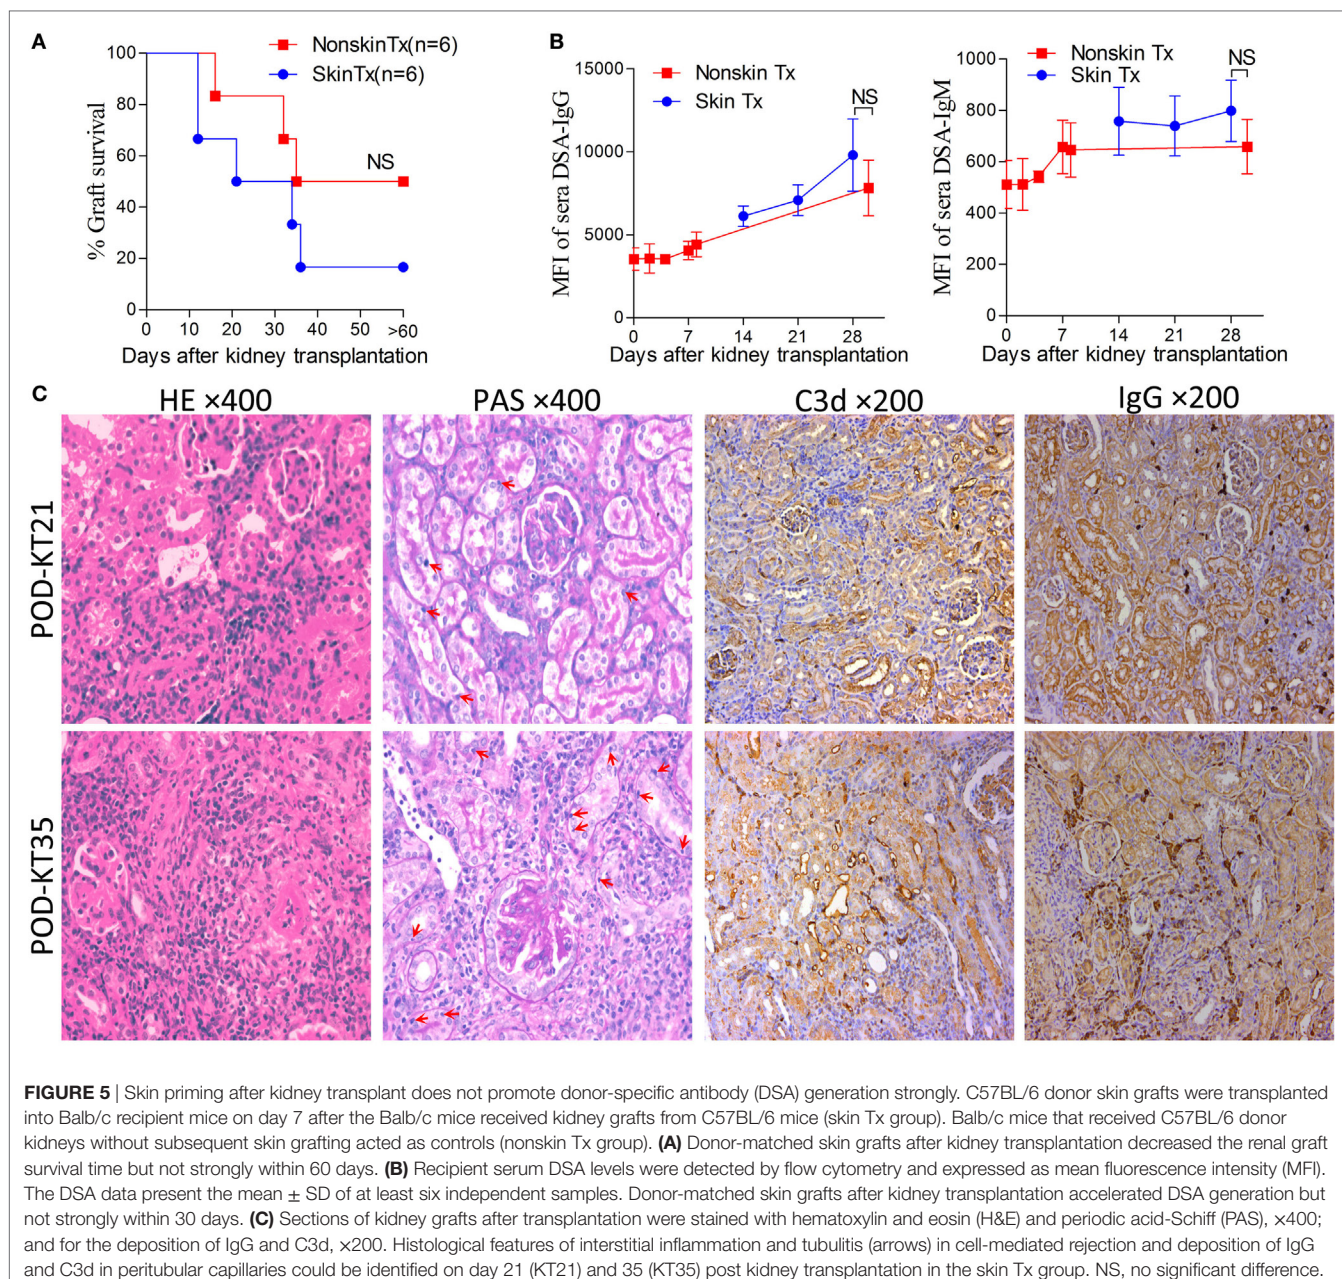 A
NonskinTx(n=6)
SkinTx(n=6)
% Graft survival
100
80
60
40
20
0
NS
0 10 20 30 40 50 >60
Days after kidney transplantation
B
Nonskin Tx
Skin Tx
MFI of sera DSA-IgG
15000
10000
5000
0
NS
0 7 14 21 28
Days after kidney transplantation
Nonskin Tx
Skin Tx
MFI of sera DSA-IgM
1000
800
600
400
200
0
NS
0 7 14 21 28
Days after kidney transplantation
C
HE ×400 PAS ×400 C3d ×200 IgG ×200
POD-KT21
POD-KT35
FIGURE 5 | Skin priming after kidney transplant does not promote donor-specific antibody (DSA) generation strongly. C57BL/6 donor skin grafts were transplanted
into Balb/c recipient mice on day 7 after the Balb/c mice received kidney grafts from C57BL/6 mice (skin Tx group). Balb/c mice that received C57BL/6 donor
kidneys without subsequent skin grafting acted as controls (nonskin Tx group). (A) Donor-matched skin grafts after kidney transplantation decreased the renal graft
survival time but not strongly within 60 days. (B) Recipient serum DSA levels were detected by flow cytometry and expressed as mean fluorescence intensity (MFI).
The DSA data present the mean ± SD of at least six independent samples. Donor-matched skin grafts after kidney transplantation accelerated DSA generation but
not strongly within 30 days. (C) Sections of kidney grafts after transplantation were stained with hematoxylin and eosin (H&E) and periodic acid-Schiff (PAS), ×400;
and for the deposition of IgG and C3d, ×200. Histological features of interstitial inflammation and tubulitis (arrows) in cell-mediated rejection and deposition of IgG
and C3d in peritubular capillaries could be identified on day 21 (KT21) and 35 (KT35) post kidney transplantation in the skin Tx group. NS, no significant difference.